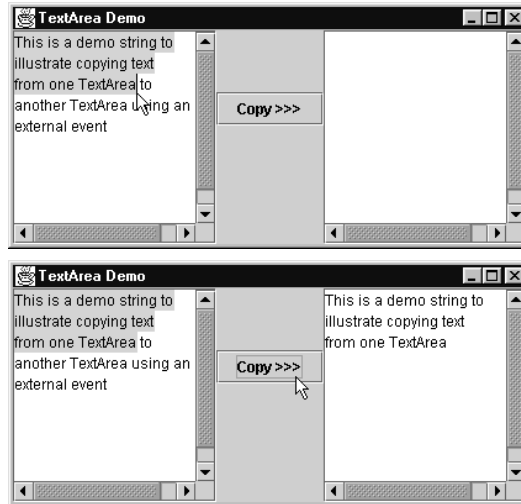 TextArea Demo
This is a demo string to
illustrate copying text
from one TextArea to
another TextArea using an
external event
Copy >>>
TextArea Demo
This is a demo string to
illustrate copying text
from one TextArea to
another TextArea using an
external event
Copy >>>
This is a demo string to
illustrate copying text
from one TextArea